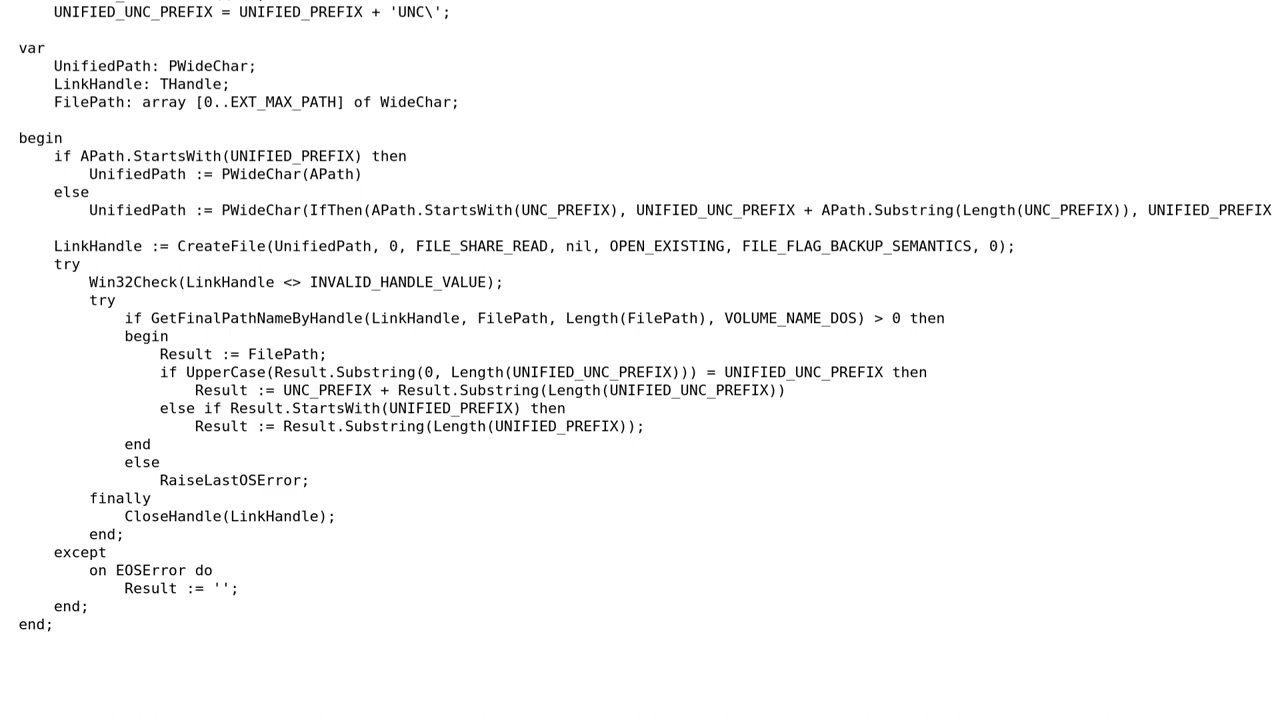 UNIFIED_UNC_PREFIX = UNIFIED_PREFIX + 'UNC\';
var
UnifiedPath: PWideChar;
LinkHandle: THandle;
FilePath: array [0..EXT_MAX_PATH] of WideChar;
begin
if APath.StartsWith(UNIFIED_PREFIX) then
UnifiedPath := PWideChar(APath)
else
UnifiedPath := PWideChar(IfThen(APath.StartsWith(UNC_PREFIX), UNIFIED_UNC_PREFIX + APath.Substring(Length(UNC_PREFIX)), UNIFIED_PREFIX
LinkHandle := CreateFile(UnifiedPath, 0, FILE_SHARE_READ, nil, OPEN_EXISTING, FILE_FLAG_BACKUP_SEMANTICS, 0);
try
Win32Check(LinkHandle <> INVALID_HANDLE_VALUE);
try
if GetFinalPathNameByHandle(LinkHandle, FilePath, Length(FilePath), VOLUME_NAME_DOS) > 0 then
begin
Result := FilePath;
if UpperCase(Result.Substring(0, Length(UNIFIED_UNC_PREFIX))) = UNIFIED_UNC_PREFIX then
Result := UNC_PREFIX + Result.Substring(Length(UNIFIED_UNC_PREFIX))
else if Result.StartsWith(UNIFIED_PREFIX) then
Result := Result.Substring(Length(UNIFIED_PREFIX));
end
else
RaiseLastOSError;
finally
CloseHandle(LinkHandle);
end;
except
on EOSError do
Result := '';
end;
end;